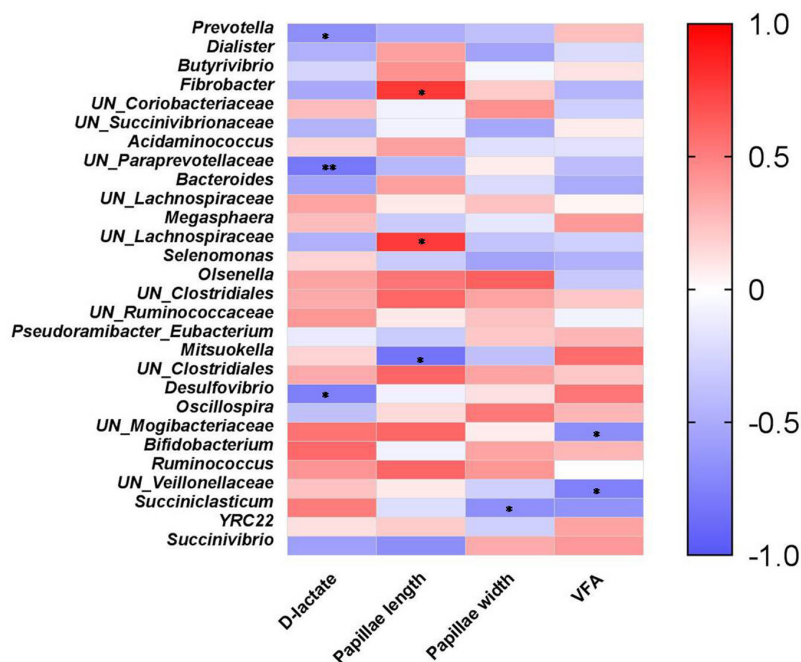 Prevotella
Dialister
Butyrivibrio
Fibrobacter
UN_Coriobacteriaceae
UN_Succinivibrionaceae
Acidaminococcus
UN_Paraprevotellaceae
Bacteroides
UN_Lachnospiraceae
Megasphaera
UN_Lachnospiraceae
Selenomonas
Olsenella
UN_Clostridiales
UN_Ruminococcaceae
Pseudoramibacter_Eubacterium
Mitsuokella
UN_Clostridiales
Desulfovibrio
Oscillospira
UN_Mogibacteriaceae
Bifidobacterium
Ruminococcus
UN_Veillonellaceae
Succiniclasticum
YRC22
Succinivibrio
*
*
**
*
*
*
*
*
*
D-lactate
Papillae length
Papillae width
VFA
1.0
0.5
0
-0.5
-1.0